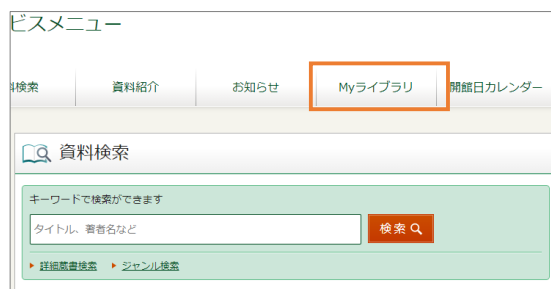 ビスメニュー
検索 資料紹介 お知らせ Myライブラリ 開館日カレンダー
資料検索
キーワードで検索ができます
タイトル、著者名など 検索
詳細蔵書検索 ジャンル検索